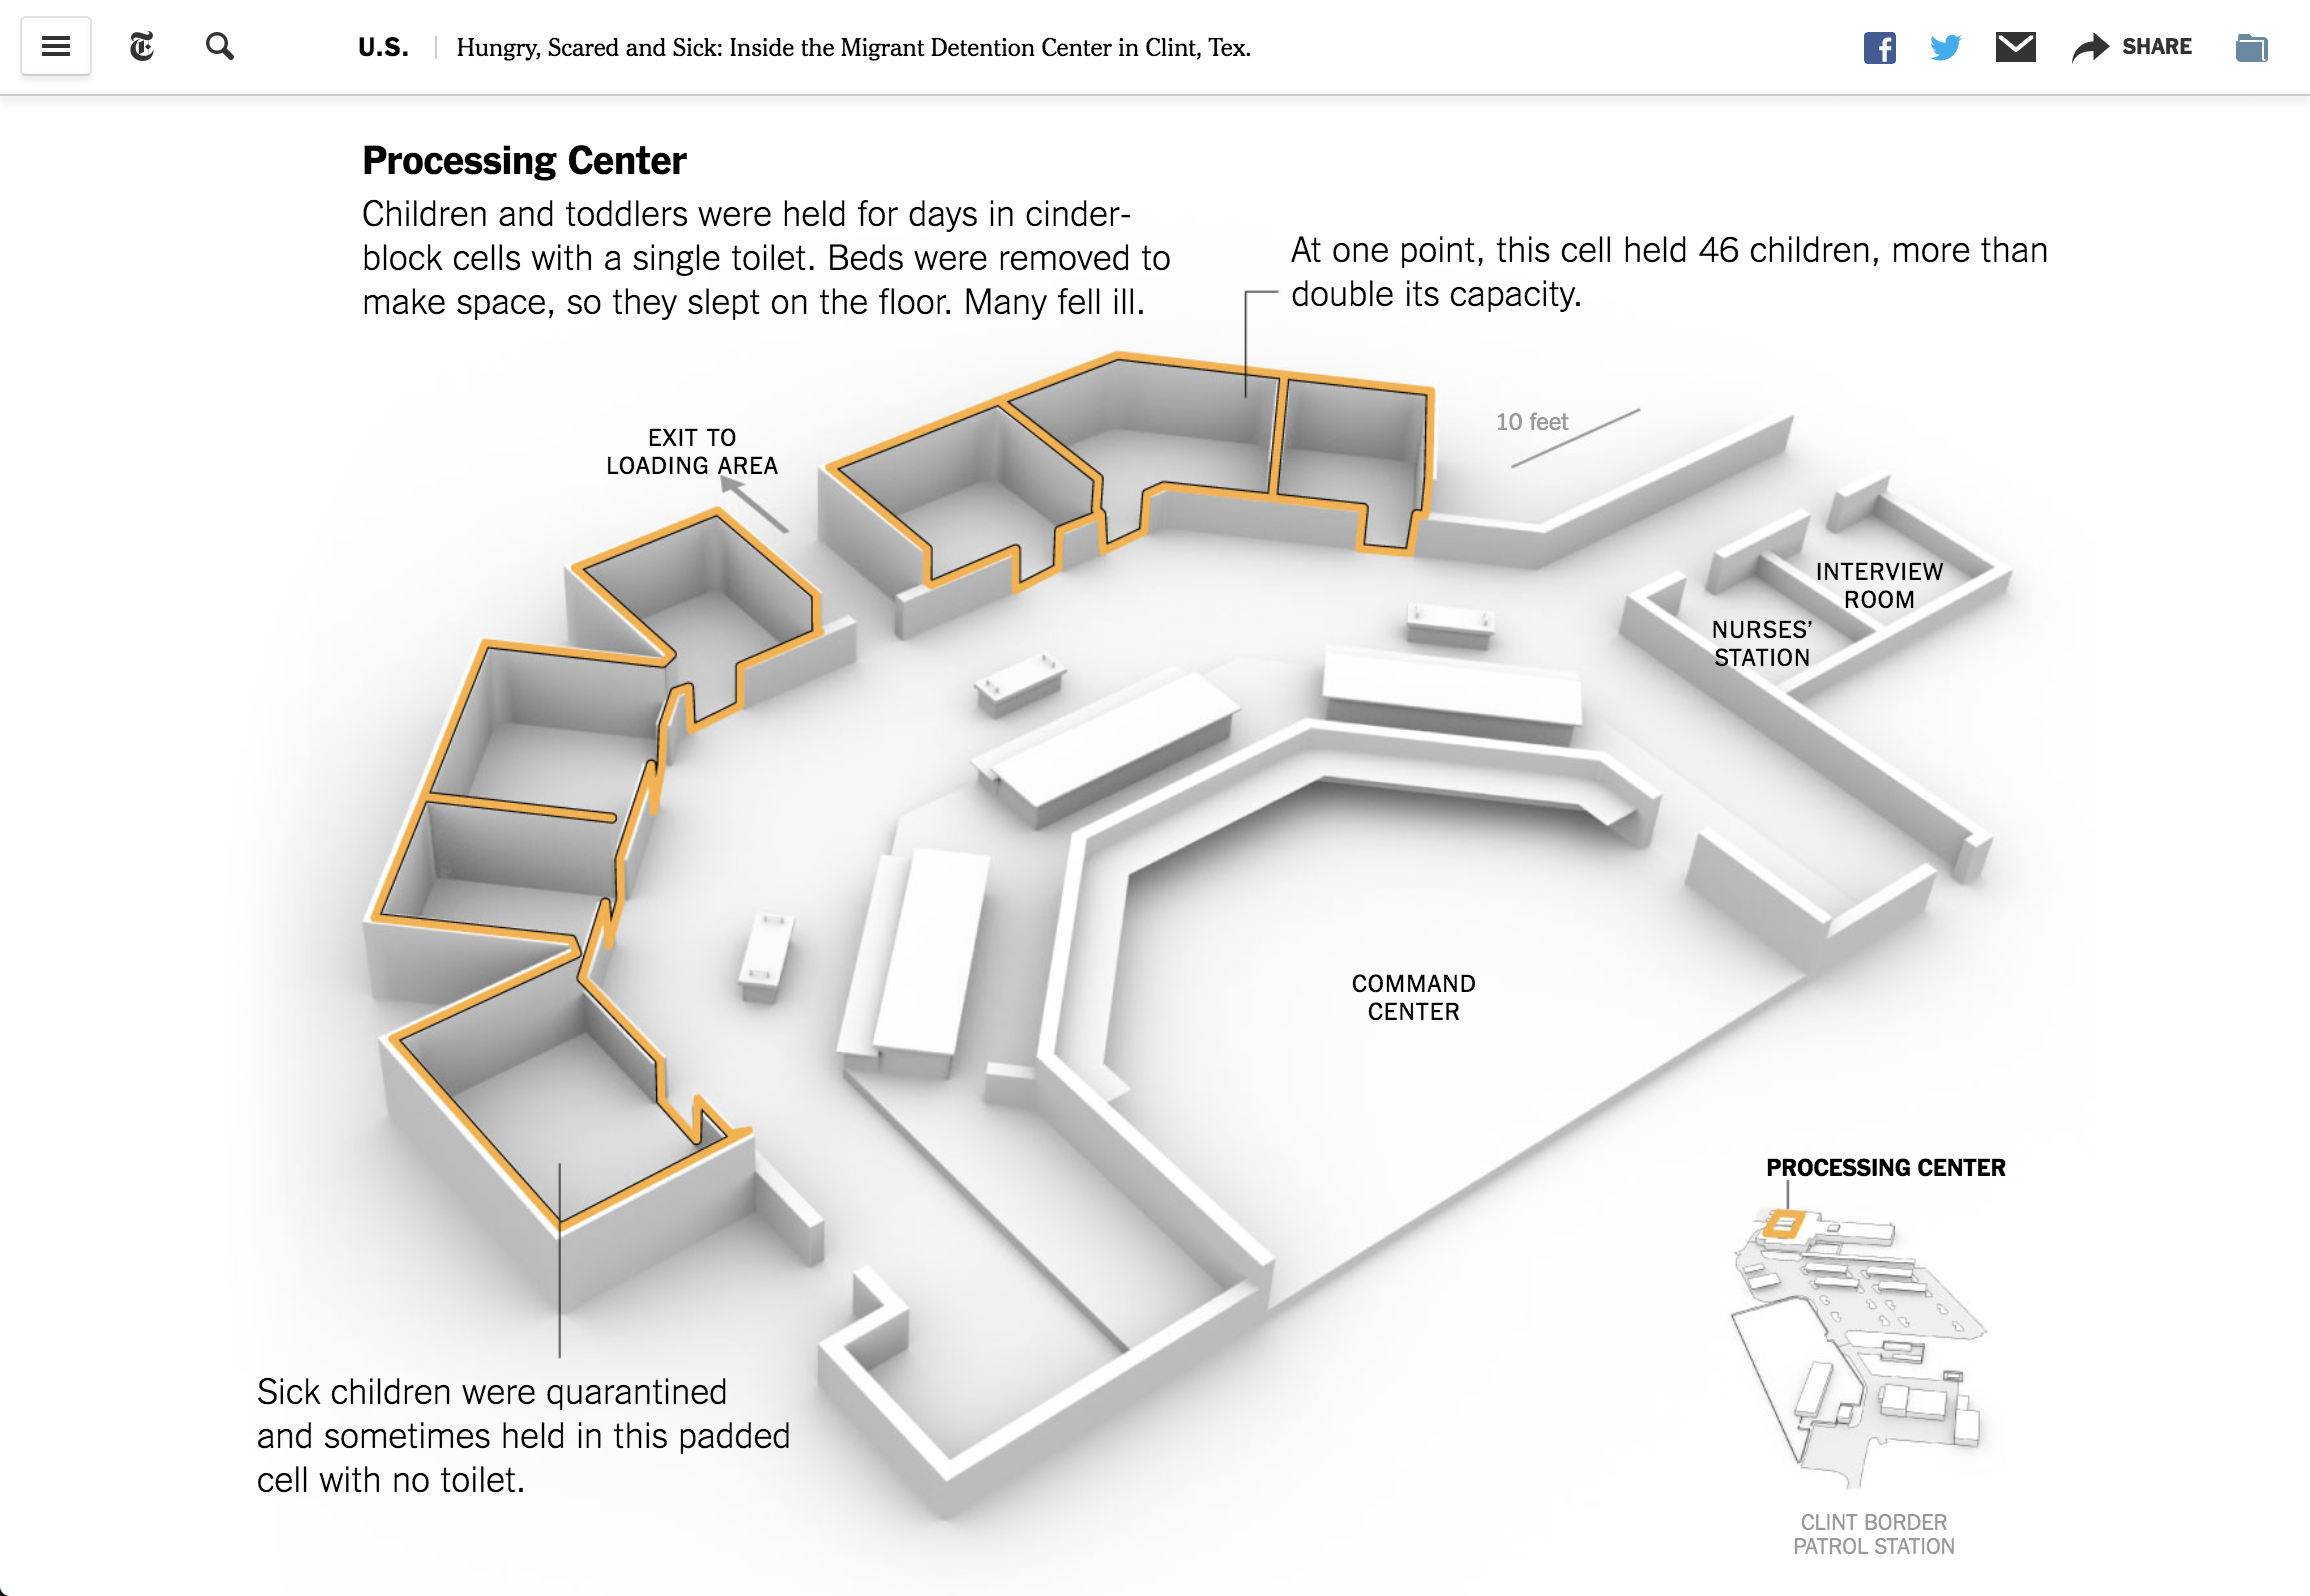 U.S.
Hungry, Scared and Sick: Inside the Migrant Detention Center in Clint, Tex.
SHARE
Processing Center
Children and toddlers were held for days in cinder-
block cells with a single toilet. Beds were removed to
make space, so they slept on the floor. Many fell ill.
At one point, this cell held 46 children, more than
double its capacity.
EXIT TO
LOADING AREA
10 feet
INTERVIEW
ROOM
NURSES’
STATION
COMMAND
CENTER
Sick children were quarantined
and sometimes held in this padded
cell with no toilet.
PROCESSING CENTER
CLINT BORDER
PATROL STATION